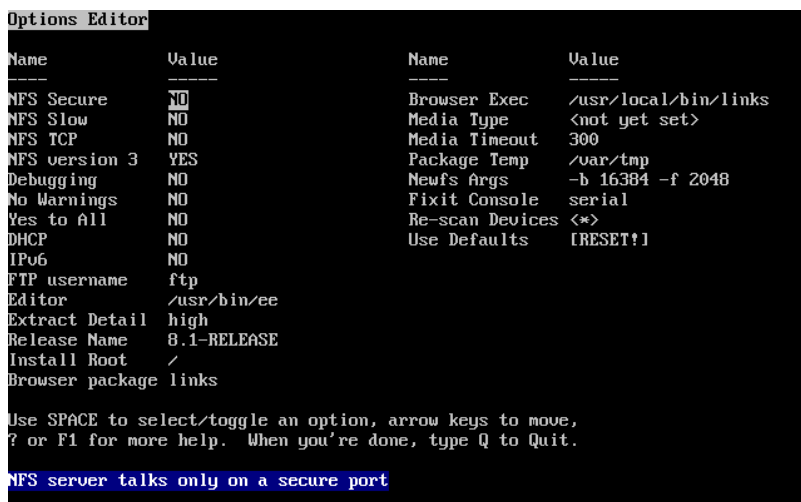 Options Editor
Name Value Name Value
---- ----- ---- -----
NFS Secure NO Browser Exec /usr/local/bin/links
NFS Slow NO Media Type <not yet set>
NFS TCP NO Media Timeout 300
NFS version 3 YES Package Temp /var/tmp
Debugging NO Newfs Args -b 16384 -f 2048
No Warnings NO Fixit Console serial
Yes to All NO Re-scan Devices <*>
DHCP NO Use Defaults [RESET!]
IPv6 NO
FTP username ftp
Editor /usr/bin/ee
Extract Detail high
Release Name 8.1-RELEASE
Install Root /
Browser package links
Use SPACE to select/toggle an option, arrow keys to move,
? or F1 for more help. When you're done, type Q to Quit.
NFS server talks only on a secure port